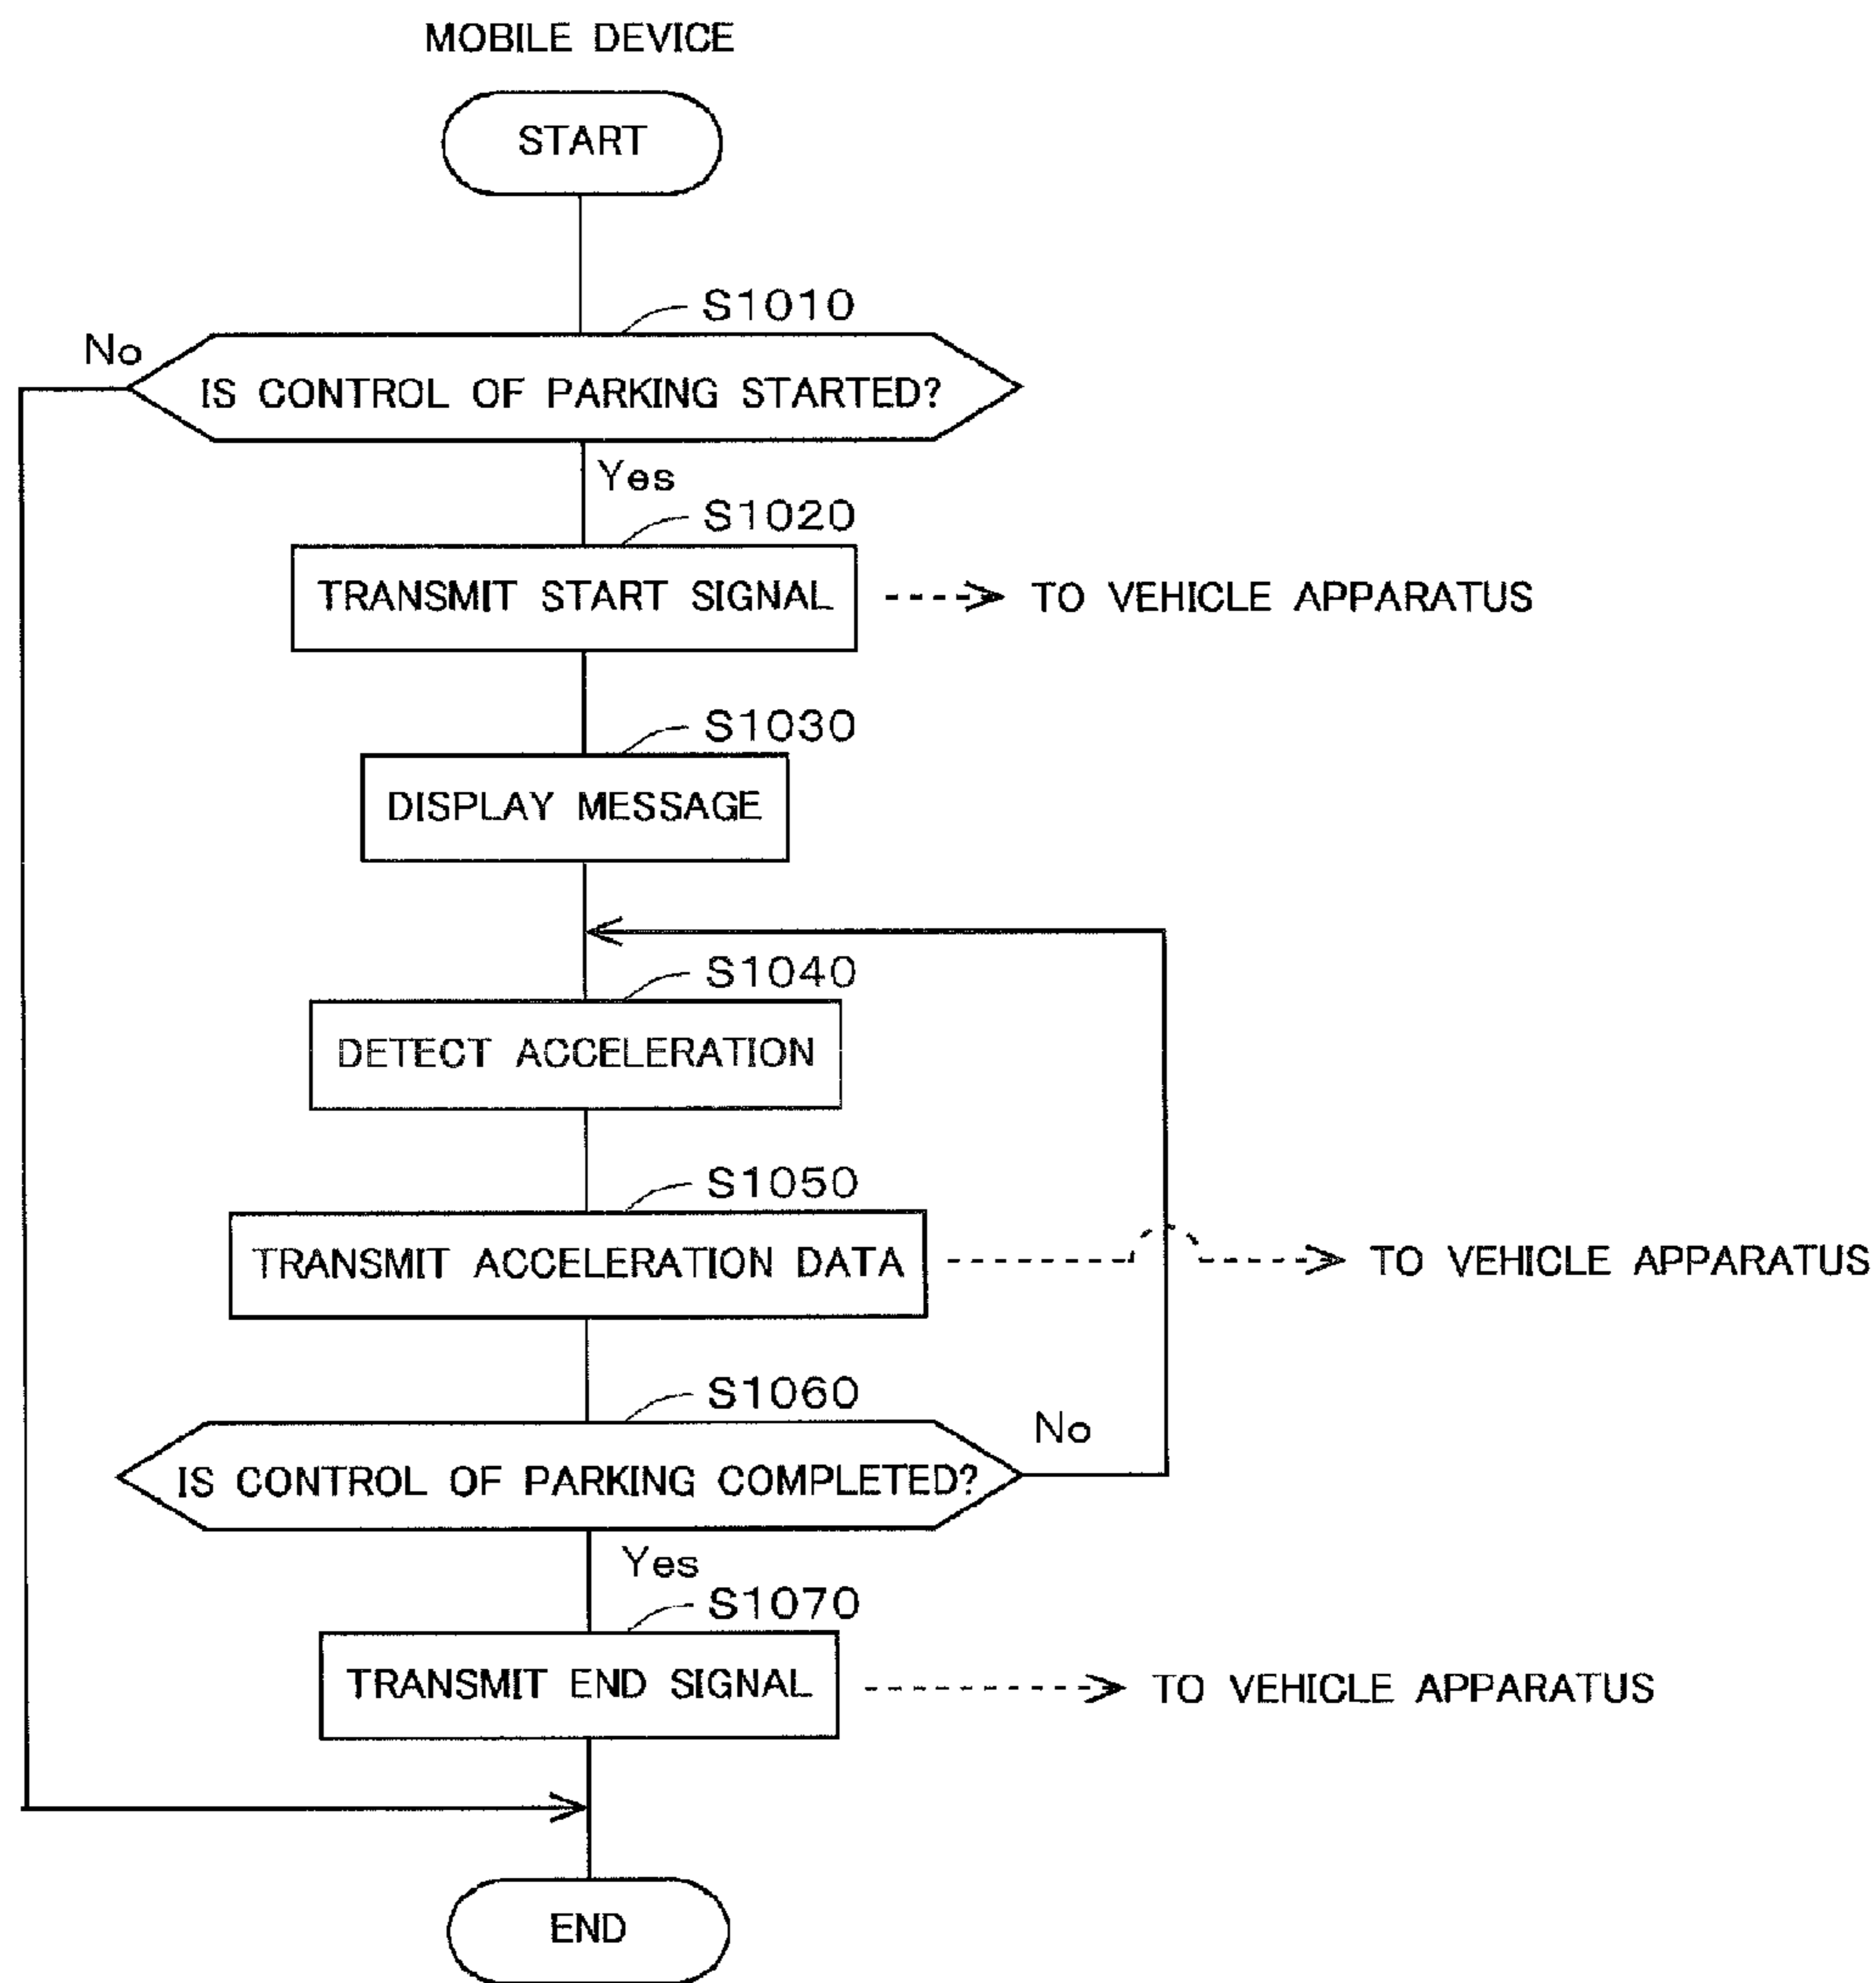 MOBILE DEVICE
START
S1010
No
IS CONTROL OF PARKING STARTED?
Yes
S1020
TRANSMIT START SIGNAL
TO VEHICLE APPARATUS
S1030
DISPLAY MESSAGE
S1040
DETECT ACCELERATION
S1050
TRANSMIT ACCELERATION DATA
TO VEHICLE APPARATUS
S1060
No
IS CONTROL OF PARKING COMPLETED?
Yes
S1070
TRANSMIT END SIGNAL
TO VEHICLE APPARATUS
END